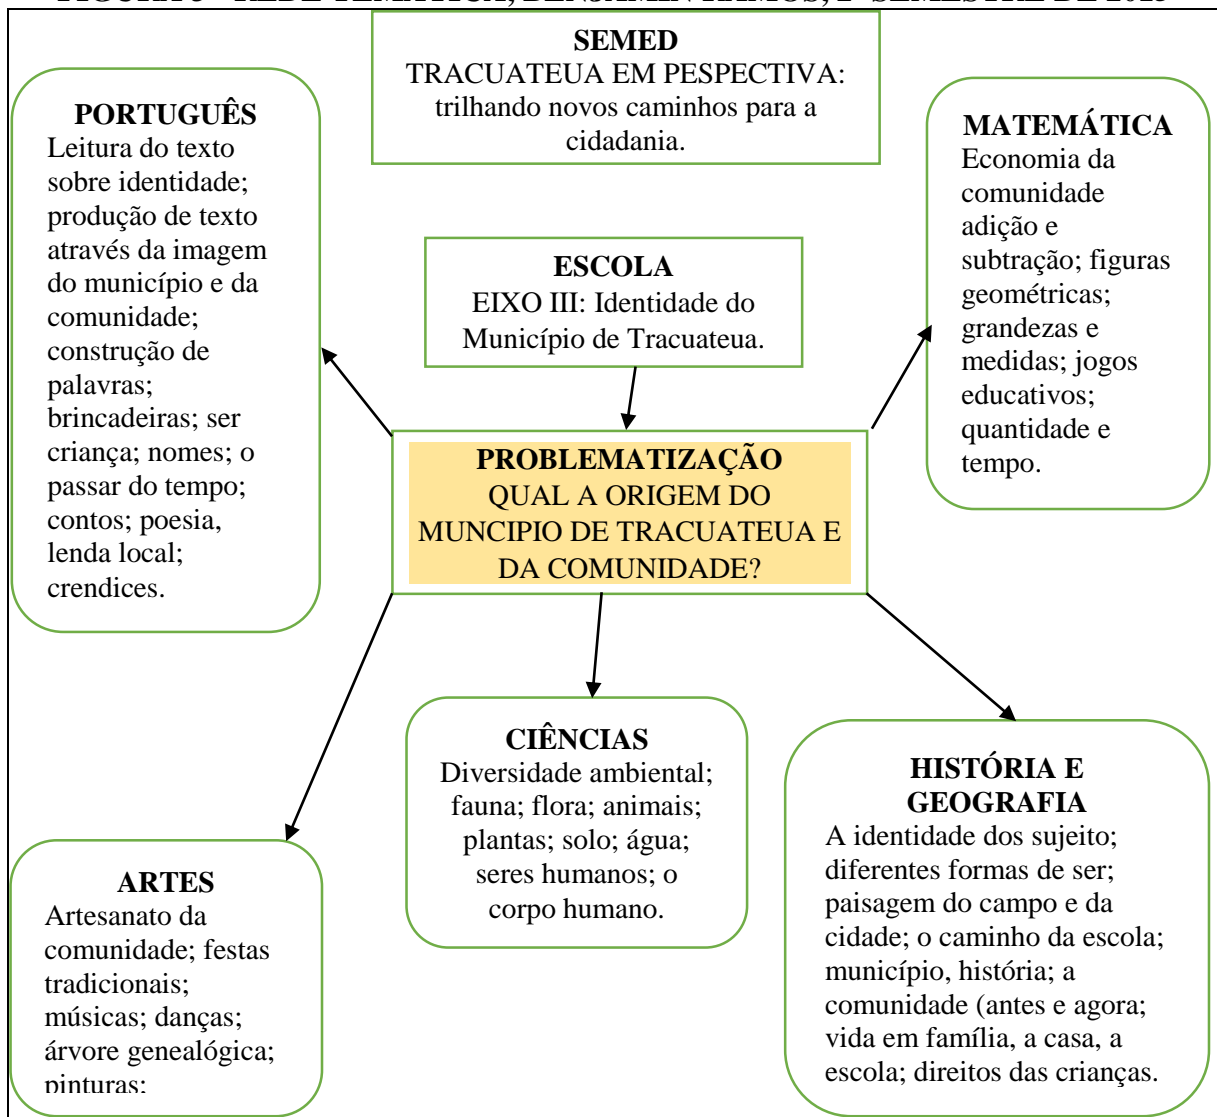 SEMED
TRACUATEUA EM PESPECTIVA:
trilhando novos caminhos para a
cidadania.
PORTUGUÊS
Leitura do texto
sobre identidade;
produção de texto
através da imagem
do município e da
comunidade;
construção de
palavras;
brincadeiras; ser
criança; nomes; o
passar do tempo;
contos; poesia,
lenda local;
crendices.
ESCOLA
EIXO III: Identidade do
Município de Tracuateua.
MATEMÁTICA
Economia da
comunidade
adição e
subtração; figuras
geométricas;
grandezas e
medidas; jogos
educativos;
quantidade e
tempo.
PROBLEMATIZAÇÃO
QUAL A ORIGEM DO
MUNCIPIO DE TRACUATEUA E
DA COMUNIDADE?
ARTES
Artesanato da
comunidade; festas
tradicionais;
músicas; danças;
árvore genealógica;
pinturas;
CIÊNCIAS
Diversidade ambiental;
fauna; flora; animais;
plantas; solo; água;
seres humanos; o
corpo humano.
HISTÓRIA E
GEOGRAFIA
A identidade dos sujeito;
diferentes formas de ser;
paisagem do campo e da
cidade; o caminho da escola;
município, história; a
comunidade (antes e agora;
vida em família, a casa, a
escola; direitos das crianças.